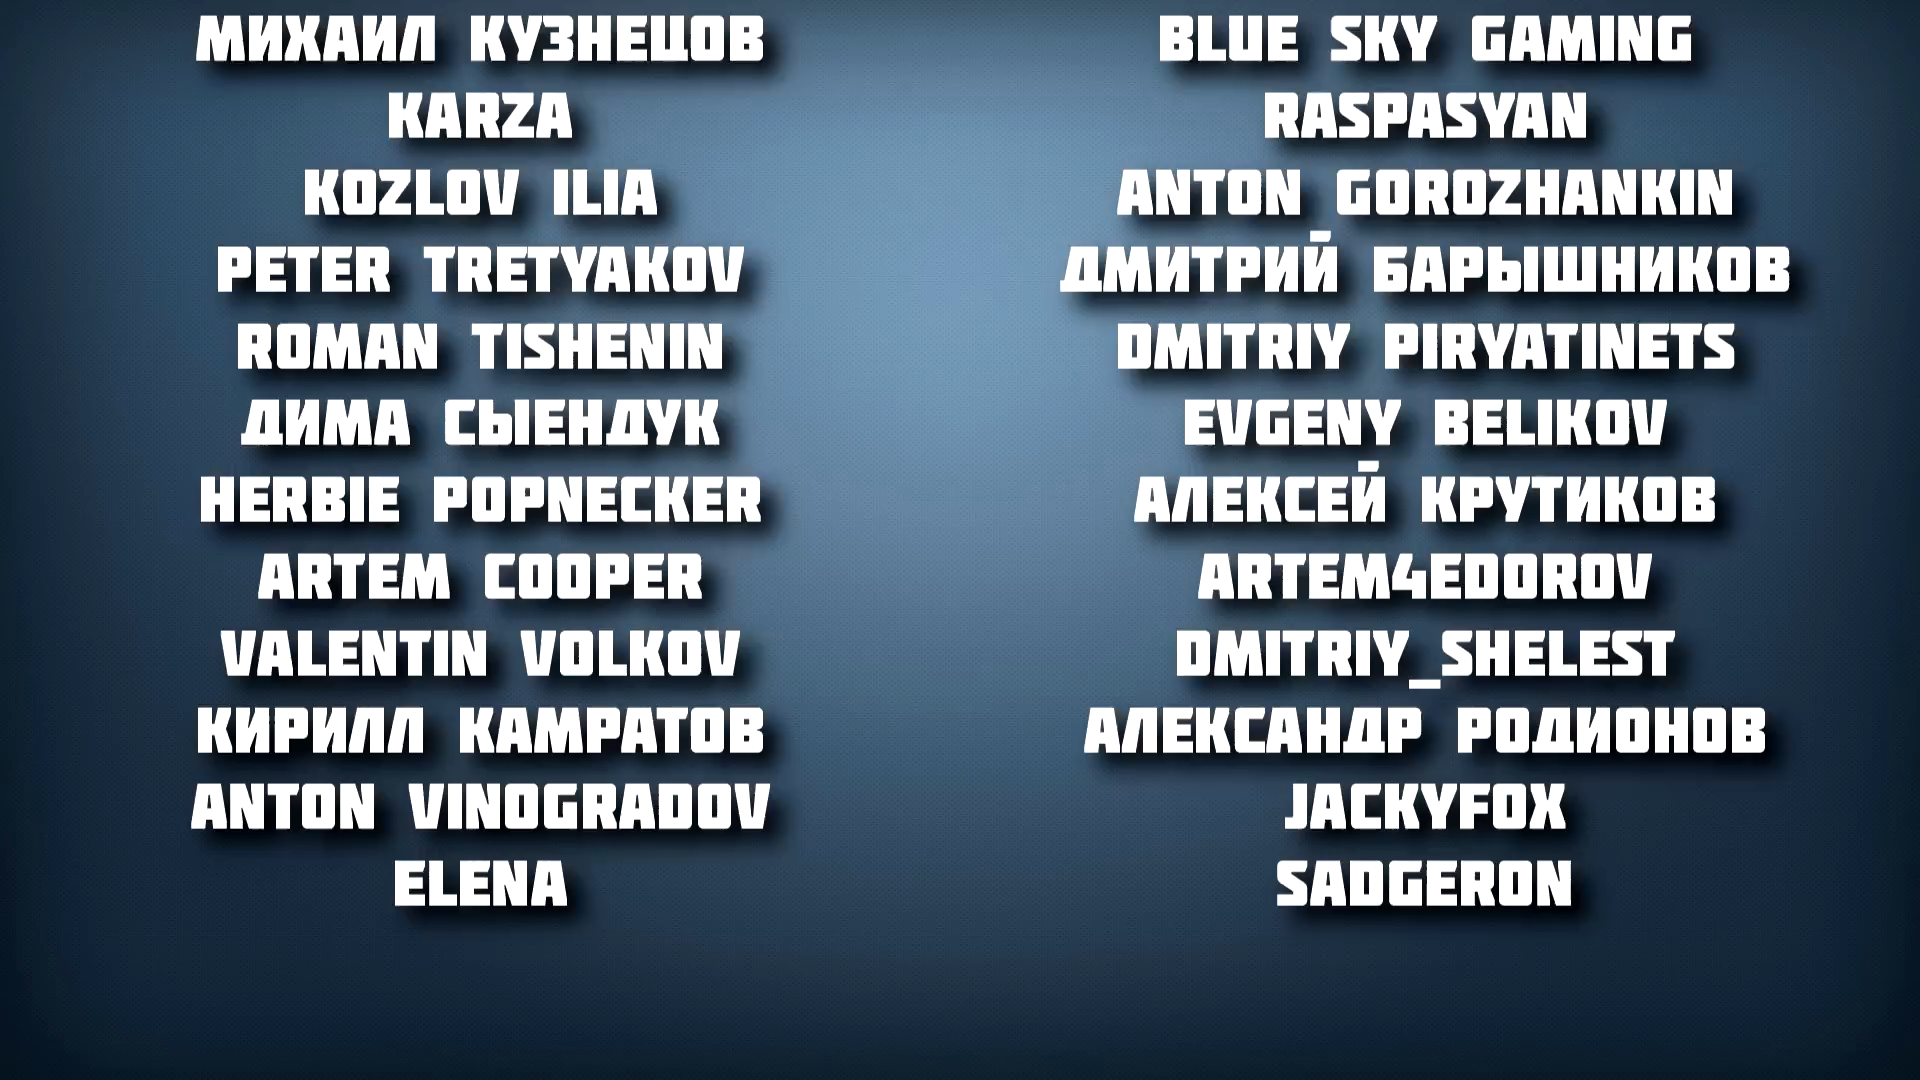 МИХАИЛ КУЗНЕЦОВ
KARZA
KOZLOV ILIA
PETER TRETYAKOV
ROMAN TISHENIN
ДИМА СЫЕНДУК
HERBIE POPNECKER
ARTEM COOPER
VALENTIN VOLKOV
КИРИЛЛ КАМРАТОВ
ANTON VINOGRADOV
ELENA
BLUE SKY GAMING
RASPASYAN
ANTON GOROZHANKIN
ДМИТРИЙ БАРЫШНИКОВ
DMITRIY PIRYATINETS
EVGENY BELIKOV
АЛЕКСЕЙ КРУТИКОВ
ARTEM4EDOROV
DMITRIY_SHELEST
АЛЕКСАНДР РОДИОНОВ
JACKYFOX
SADGERON